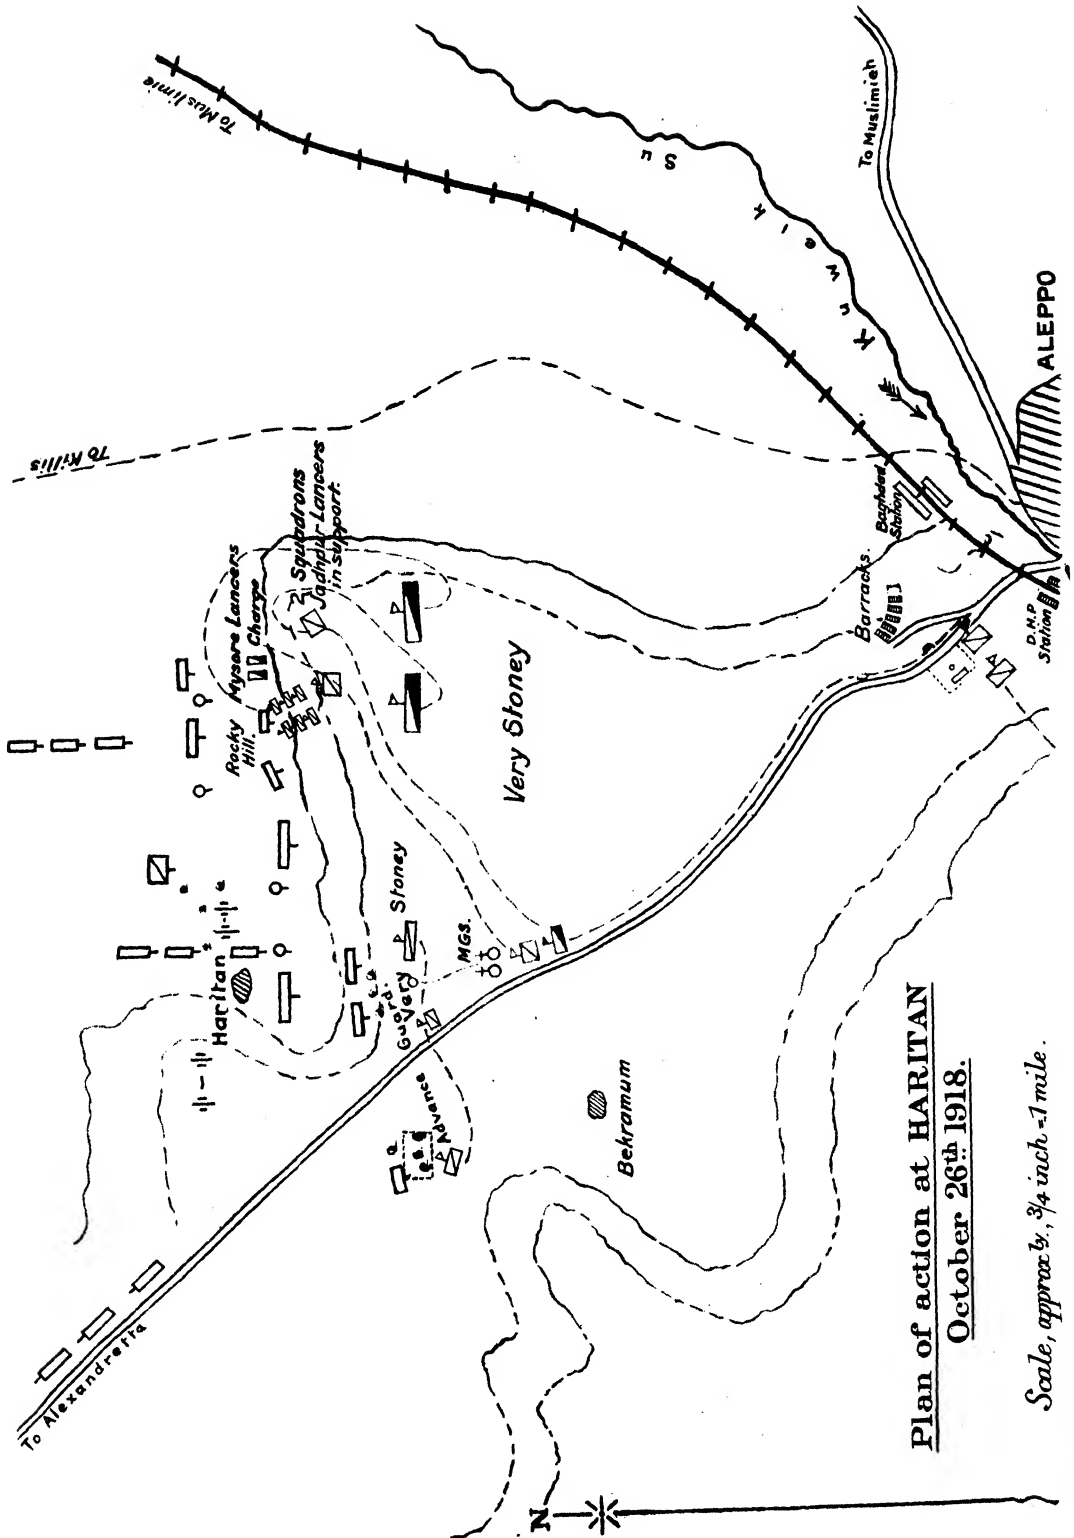 To Muslimie
To Muslimieh
Su
Kuweik
To Killis
ALEPPO
Baghdad
Station
Barracks.
D.M.P
Station
2 Squadrons
Jadhpur Lancers
in support.
Mysore Lancers
Charge
Rocky
Hill.
Very Stoney
Stoney
Very
MGS.
Guard.
Advance
Haritan
Bekramum
To Alexandretta
N
Plan of action at HARITAN
October 26th 1918.
Scale, approxly, 3/4 inch = 1 mile.